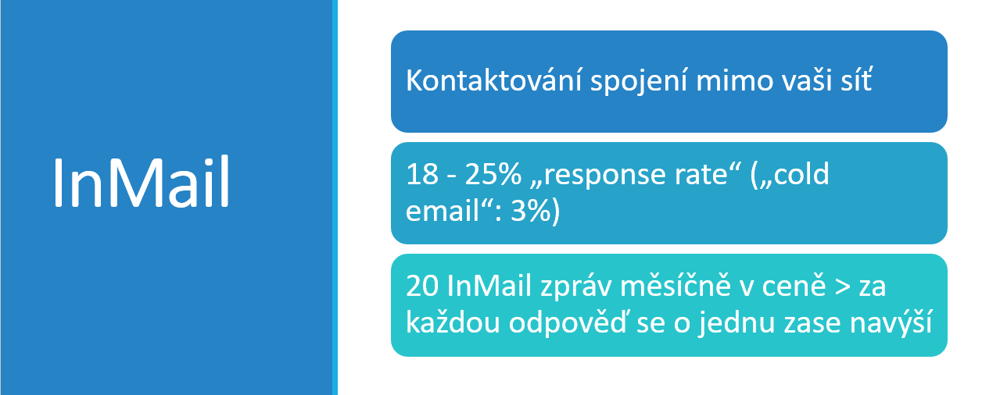 InMail
Kontaktování spojení mimo vaši síť
18 - 25% „response rate“ („cold
email“: 3%)
20 InMail zpráv měsíčně v ceně > za
každou odpověď se o jednu zase navýší